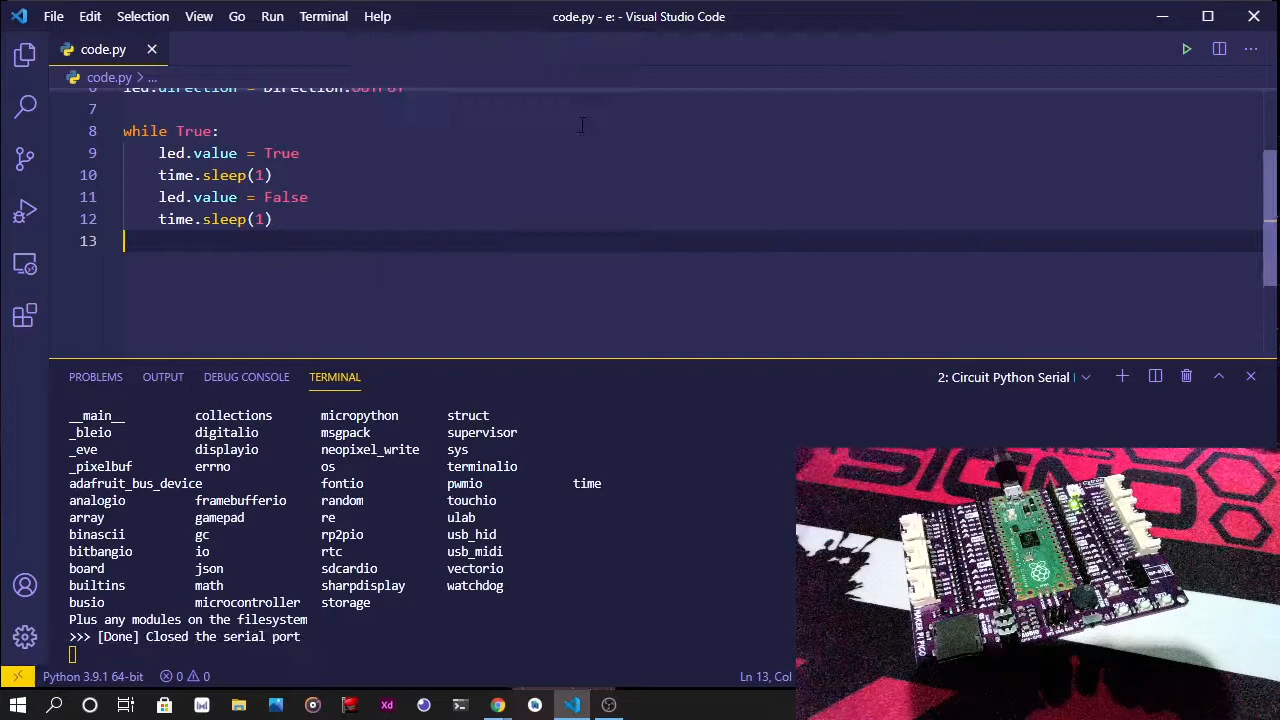 File Edit Selection View Go Run Terminal Help code.py - e: - Visual Studio Code
code.py
code.py > ...
6 led.direction = Direction.OUTPUT
7
8 while True:
9 led.value = True
10 time.sleep(1)
11 led.value = False
12 time.sleep(1)
13
PROBLEMS OUTPUT DEBUG CONSOLE TERMINAL 2: Circuit Python Serial
__main__ collections micropython struct
_bleio digitalio msgpack supervisor
_eve displayio neopixel_write sys
_pixelbuf errno os terminalio
adafruit_bus_device fontio pwmio time
analogio framebufferio random touchio
array gamepad re ulab
binascii gc rp2pio usb_hid
bitbangio io rtc usb_midi
board json sdcardio vectorio
builtins math sharpdisplay watchdog
busio microcontroller storage
Plus any modules on the filesystem
>>> [Done] Closed the serial port
Python 3.9.1 64-bit 0 0 Ln 13, Col
Xd